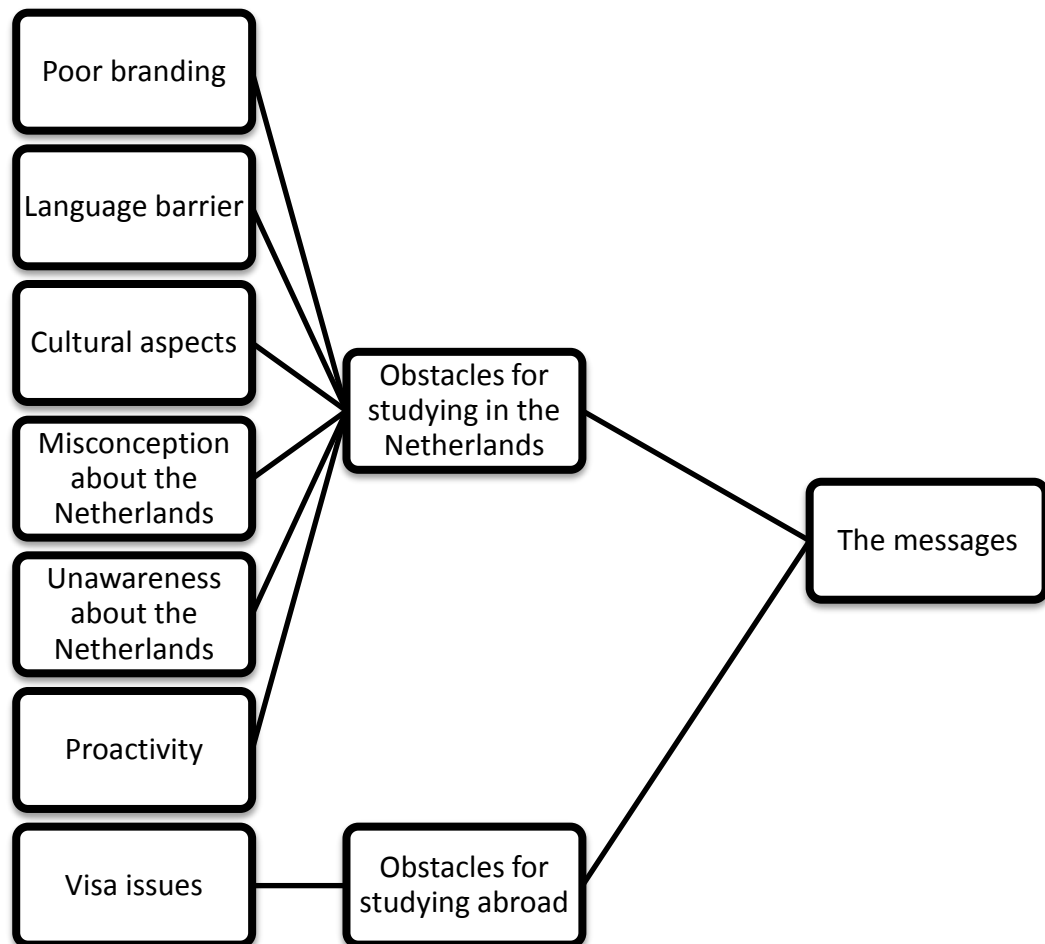 Poor branding
Language barrier
Cultural aspects
Misconception
about the
Netherlands
Unawareness
about the
Netherlands
Proactivity
Visa issues
Obstacles for
studying in the
Netherlands
Obstacles for
studying abroad
The messages